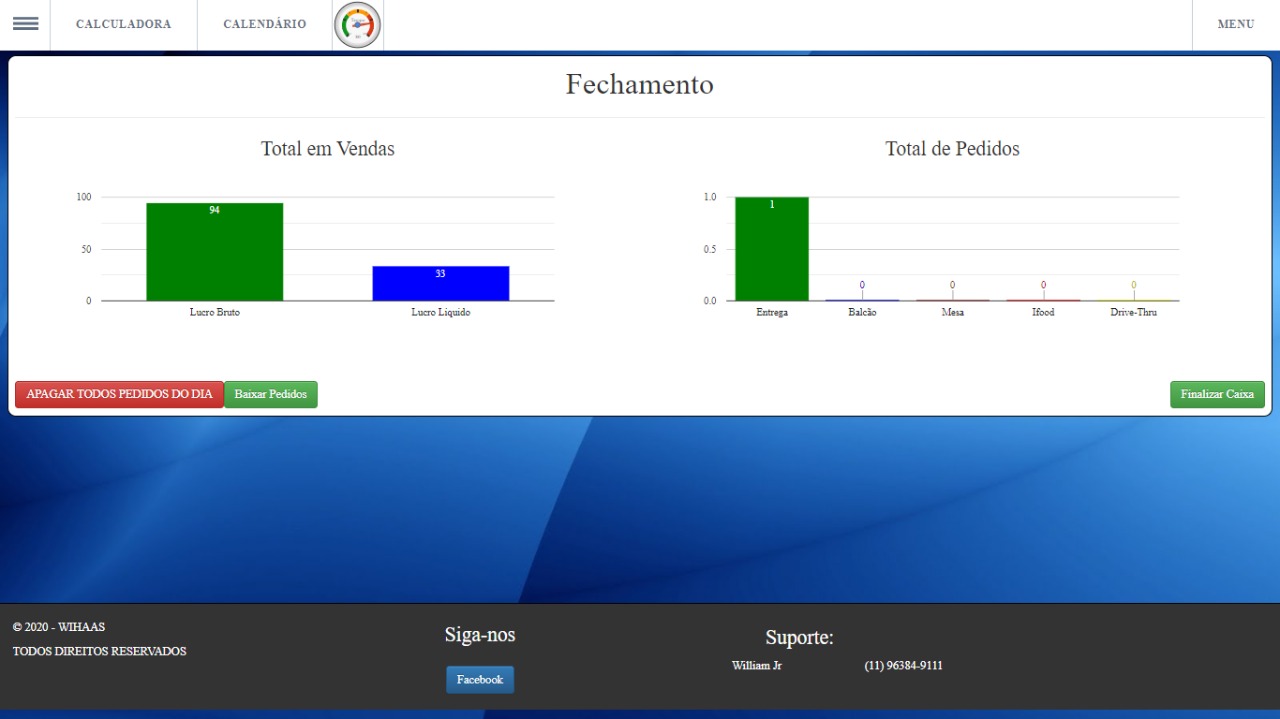 CALCULADORA CALENDÁRIO MENU
Fechamento
Total em Vendas
100
50
0
94
33
Lucro Bruto Lucro Liquido
Total de Pedidos
1.0
0.5
0.0
1 0 0 0 0
Entrega Balcão Mesa Ifood Drive-Thru
APAGAR TODOS PEDIDOS DO DIA Baixar Pedidos Finalizar Caixa
© 2020 - WIHAAS
TODOS DIREITOS RESERVADOS
Siga-nos
Facebook
Suporte:
William Jr (11) 96384-9111